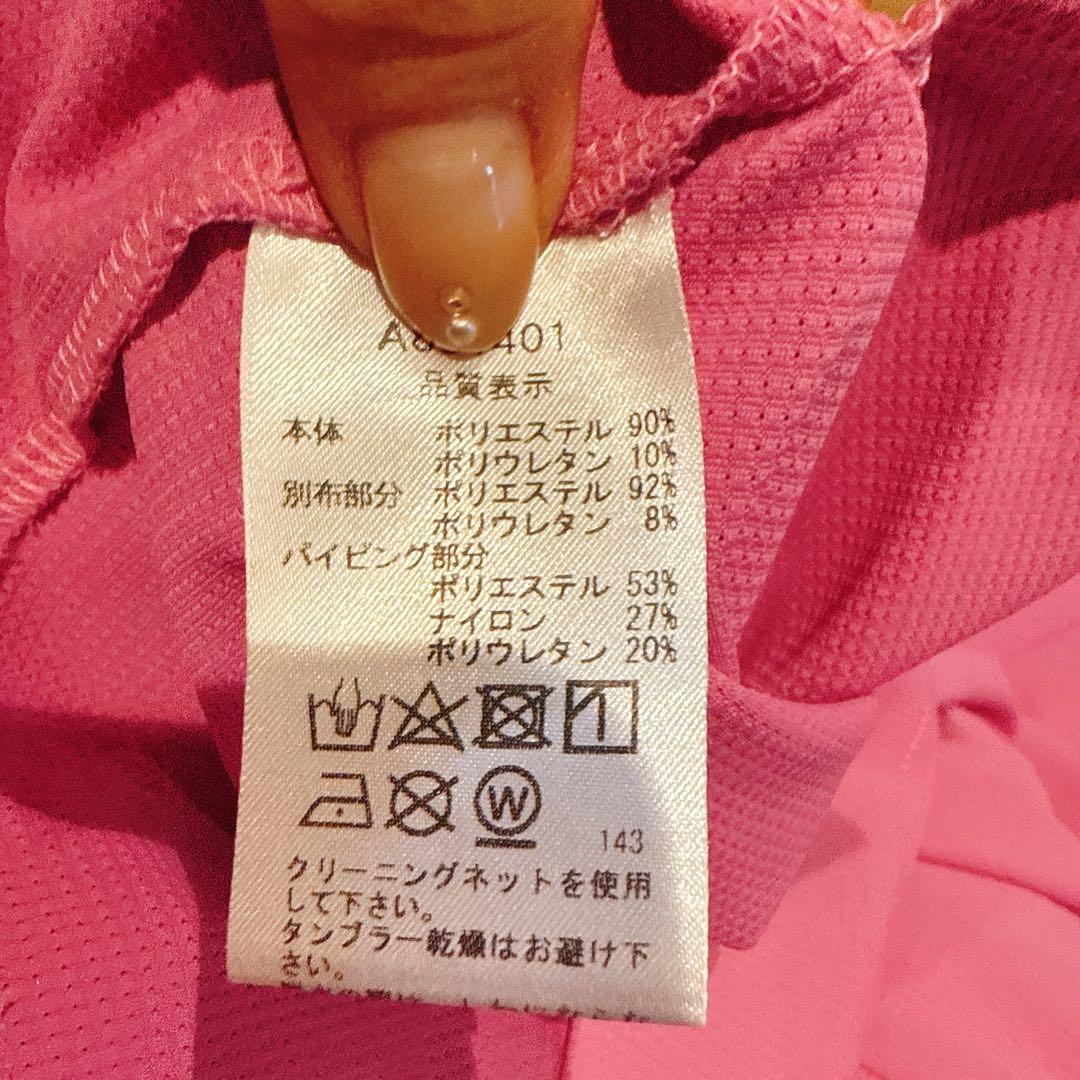 401
品質表示
本体 ポリエステル 90%
ポリウレタン 10%
別布部分 ポリエステル 92%
ポリウレタン 8%
パイピング部分
ポリエステル 53%
ナイロン 27%
ポリウレタン 20%
W
143
クリーニングネットを使用
して下さい。
タンブラー乾燥はお避け下
さい。